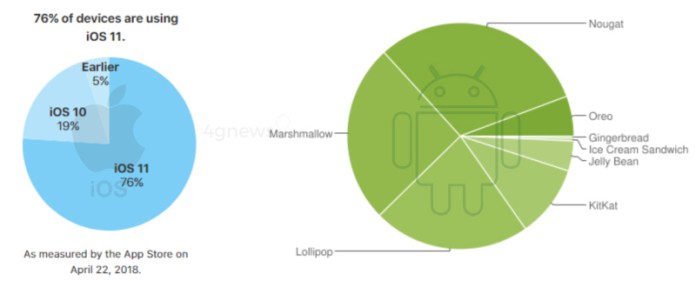 76% of devices are using
iOS 11.
Earlier
5%
iOS 10
19%
iOS 11
76%
iOS
As measured by the App Store on
April 22, 2018.
4gnews
Nougat
Oreo
Gingerbread
Ice Cream Sandwich
Jelly Bean
KitKat
Lollipop
Marshmallow